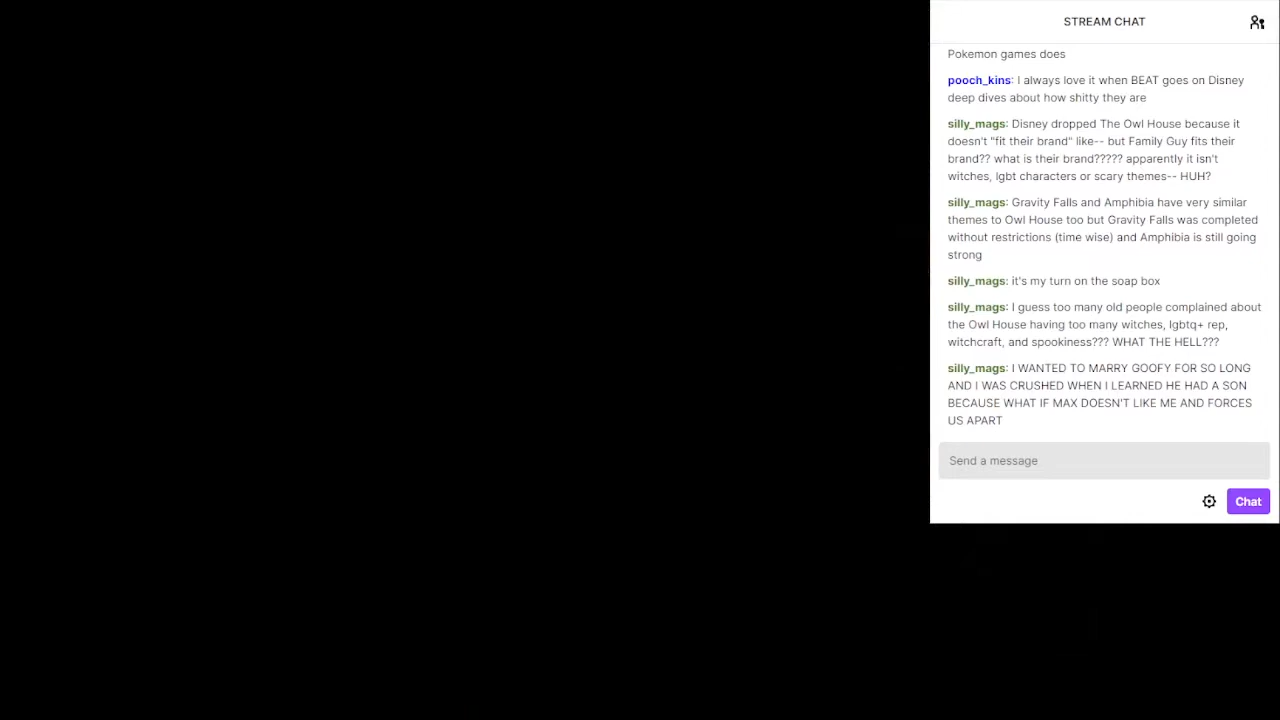 STREAM CHAT
Pokemon games does
pooch_kins: I always love it when BEAT goes on Disney
deep dives about how shitty they are
silly_mags: Disney dropped The Owl House because it
doesn't "fit their brand" like-- but Family Guy fits their
brand?? what is their brand????? apparently it isn't
witches, lgbt characters or scary themes-- HUH?
silly_mags: Gravity Falls and Amphibia have very similar
themes to Owl House too but Gravity Falls was completed
without restrictions (time wise) and Amphibia is still going
strong
silly_mags: it's my turn on the soap box
silly_mags: I guess too many old people complained about
the Owl House having too many witches, lgbtq+ rep,
witchcraft, and spookiness??? WHAT THE HELL???
silly_mags: I WANTED TO MARRY GOOFY FOR SO LONG
AND I WAS CRUSHED WHEN I LEARNED HE HAD A SON
BECAUSE WHAT IF MAX DOESN'T LIKE ME AND FORCES
US APART
Send a message
Chat